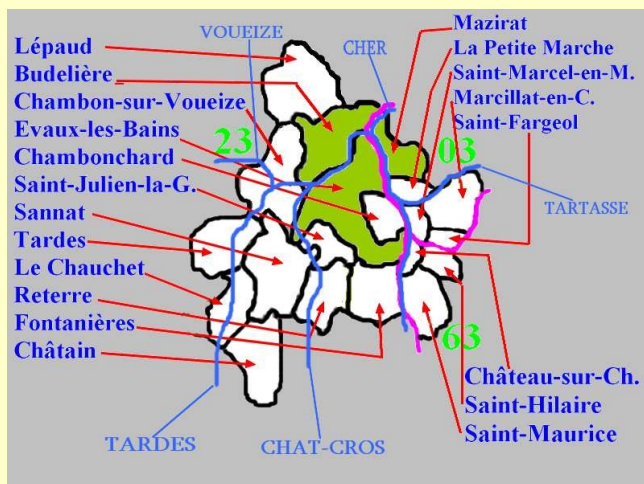 VOUEIZE
CHER
Lépaud
Budelière
Chambon-sur-Voueize
Evaux-les-Bains
Chambonchard
Saint-Julien-la-G.
Sannat
Tardes
Le Chauchet
Reterre
Fontanières
Châtain
23
03
63
Mazirat
La Petite Marche
Saint-Marcel-en-M.
Marcillat-en-C.
Saint-Fargeol
TARTASSE
Château-sur-Ch.
Saint-Hilaire
Saint-Maurice
TARDES
CHAT-CROS